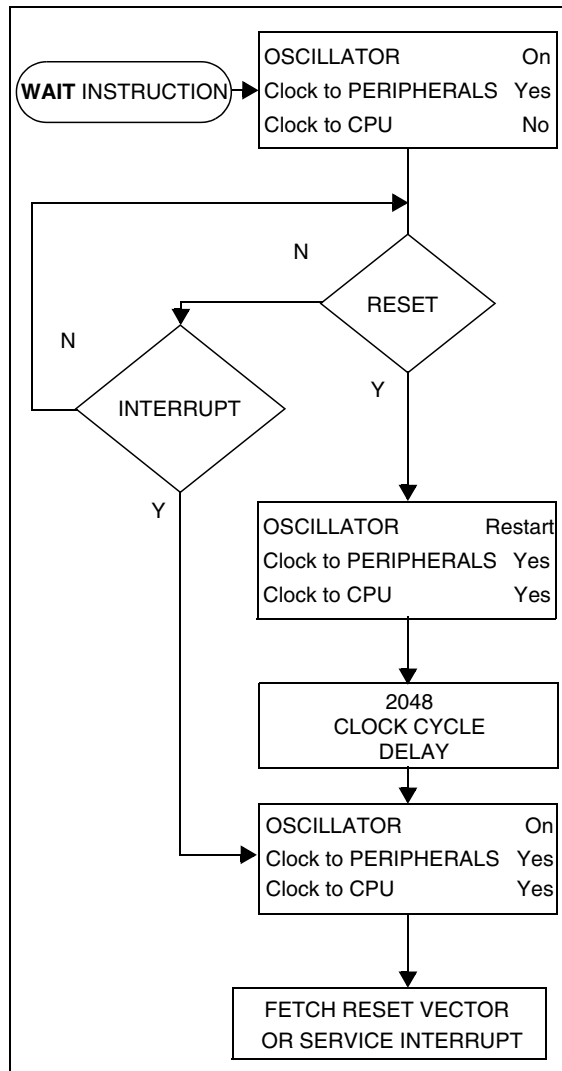 WAIT INSTRUCTION
OSCILLATOR On
Clock to PERIPHERALS Yes
Clock to CPU No
N
RESET
N
INTERRUPT
Y
Y
OSCILLATOR Restart
Clock to PERIPHERALS Yes
Clock to CPU Yes
2048
CLOCK CYCLE
DELAY
OSCILLATOR On
Clock to PERIPHERALS Yes
Clock to CPU Yes
FETCH RESET VECTOR
OR SERVICE INTERRUPT